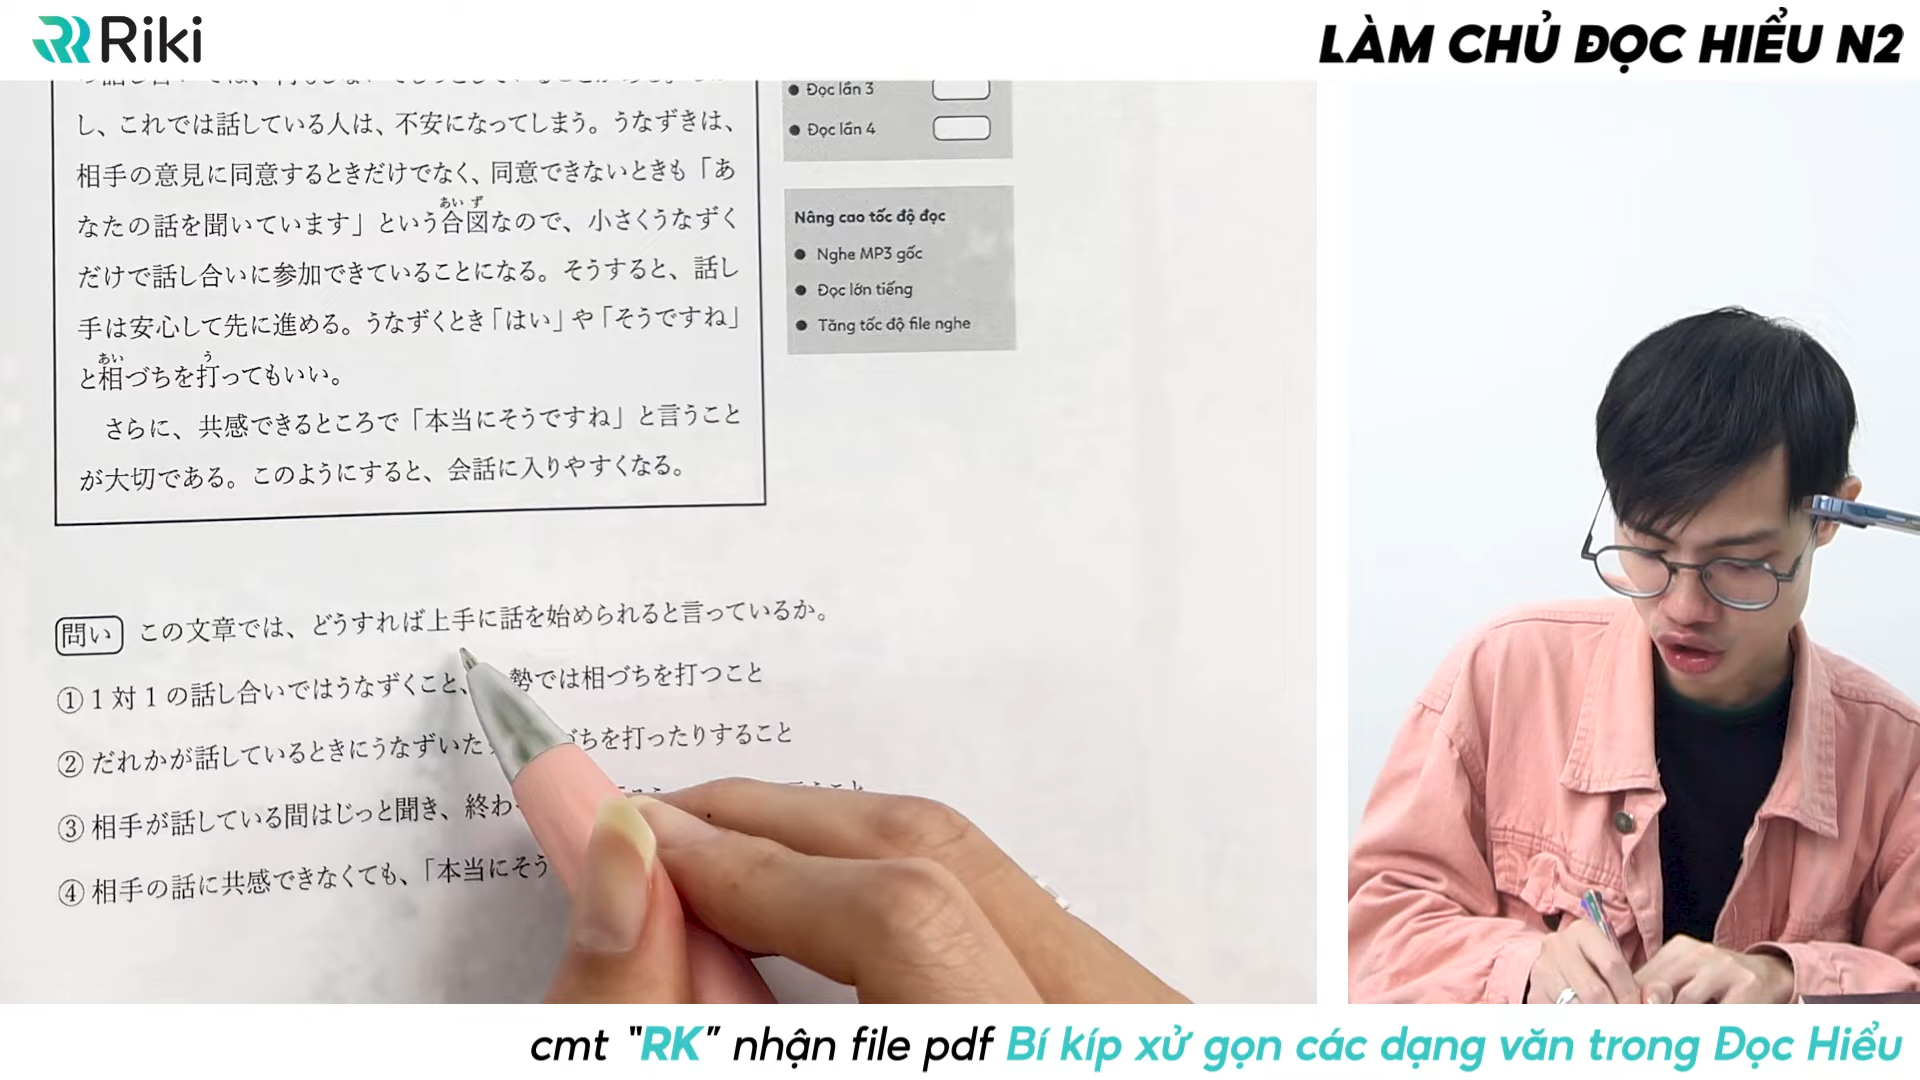 Riki
LÀM CHỦ ĐỌC HIỂU N2
し、これでは話している人は、不安になってしまう。うなずきは、
相手の意見に同意するときだけでなく、同意できないときも「あ
あい ず
なたの話を聞いています」という合図なので、小さくうなずく
だけで話し合いに参加できていることになる。そうすると、話し
手は安心して先に進める。うなずくとき「はい」や「そうですね」
あい う
と相づちを打ってもいい。
さらに、共感できるところで「本当にそうですね」と言うこと
が大切である。このようにすると、会話に入りやすくなる。
● Đọc lần 3
● Đọc lần 4
Nâng cao tốc độ đọc
● Nghe MP3 gốc
● Đọc lớn tiếng
● Tăng tốc độ file nghe
問い この文章では、どうすれば上手に話を始められると言っているか。
① 1対1の話し合いではうなずくこと、 勢では相づちを打つこと
② だれかが話しているときにうなずいた づちを打ったりすること
③ 相手が話している間はじっと聞き、終わ うこと
④ 相手の話に共感できなくても、「本当にそう
cmt "RK" nhận file pdf Bí kíp xử gọn các dạng văn trong Đọc Hiểu